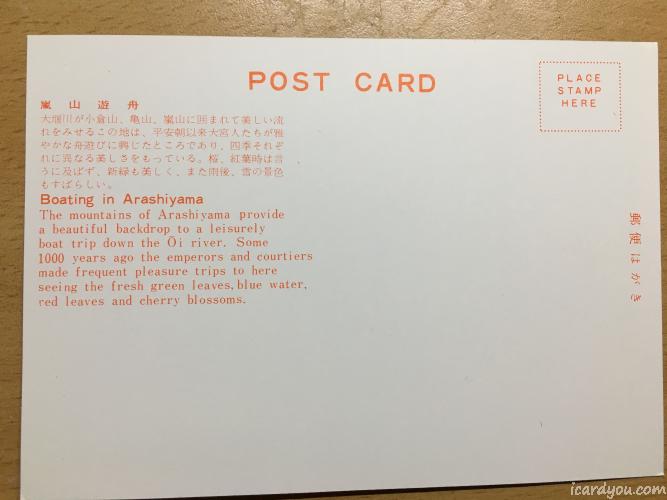 POST CARD
PLACE
STAMP
HERE
嵐山遊舟
大堰川が小倉山、亀山、嵐山に囲まれて美しい流
れをみせるこの地は、平安朝以来大宮人たちが雅
やかな舟遊びに興じたところであり、四季それぞ
れに異なる美しさをもっている。桜、紅葉時は言
うに及ばず、新緑も美しく、また雨後、雪の景色
もすばらしい。
Boating in Arashiyama
The mountains of Arashiyama provide
a beautiful backdrop to a leisurely
boat trip down the Ōi river. Some
1000 years ago the emperors and courtiers
made frequent pleasure trips to here
seeing the fresh green leaves, blue water,
red leaves and cherry blossoms.
郵便はがき
icardyou.com